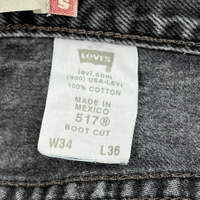 S
LEVI'S
levi.com
(800) USA-LEVI
100% COTTON
MADE IN
MEXICO
517®
BOOT CUT
W34 L36